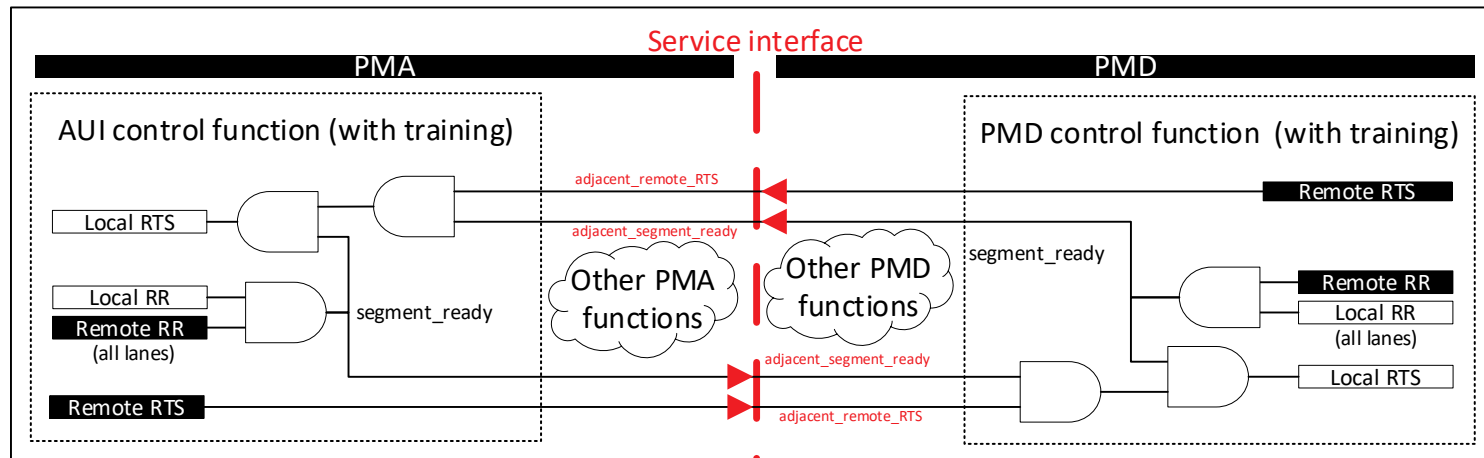 Service interface
PMA
PMD
AUI control function (with training)
PMD control function (with training)
adjacent_remote_RTS
Remote RTS
Local RTS
adjacent_segment_ready
segment_ready
Other PMA
functions
Other PMD
functions
Local RR
Remote RR
(all lanes)
segment_ready
Remote RR
Local RR
(all lanes)
adjacent_segment_ready
Local RTS
Remote RTS
adjacent_remote_RTS